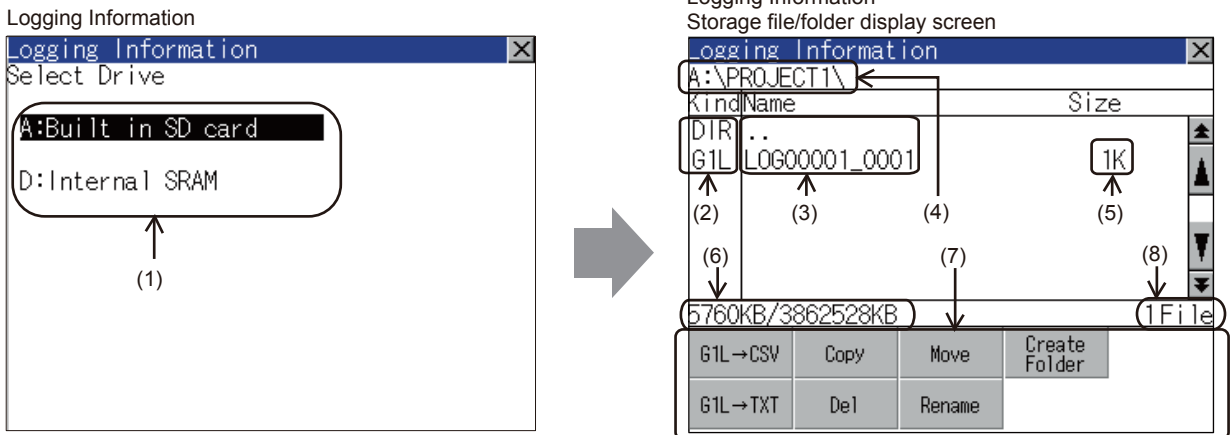 Logging Information
Logging Information
Select Drive
A:Built in SD card
D:Internal SRAM
(1)
Logging Information
Storage file/folder display screen
Logging Information
A:\PROJECT1\
Kind Name Size
DIR ..
G1L LOG00001_0001 1K
(2) (3) (4) (5)
(6) (7) (8)
5760KB/3862528KB 1File
G1L→CSV Copy Move Create Folder
G1L→TXT Del Rename